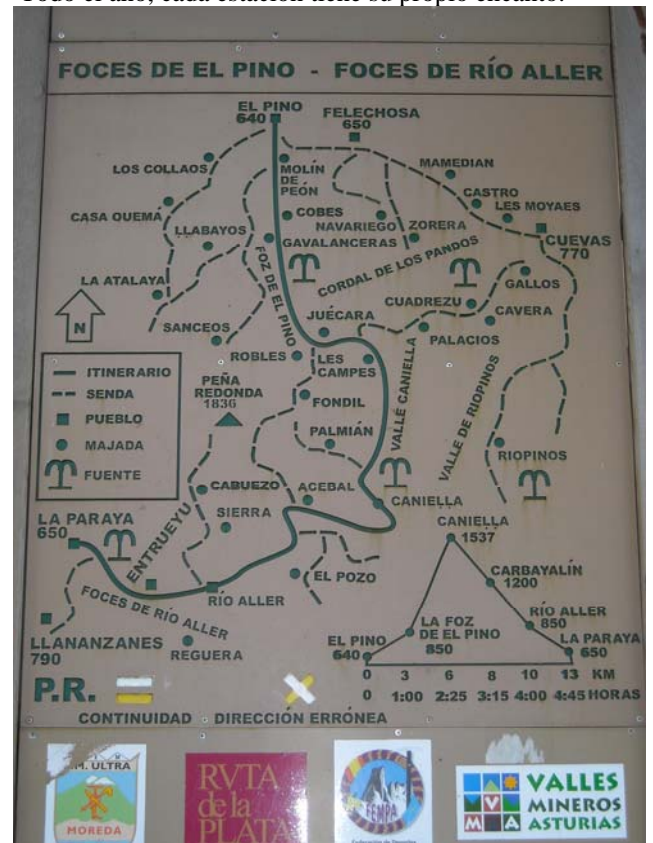 Todo el año, cada estación tiene su propio encanto.
FOCES DE EL PINO - FOCES DE RÍO ALLER
EL PINO
640
FELECHOSA
650
LOS COLLAOS
MOLÍN
DE
PEÓN
MAMEDIAN
CASTRO
LES MOYAES
CASA QUEMÁ
COBES
NAVARIEGO
ZORERA
LLABAYOS
GAVALANCERAS
CUEVAS
770
CORDAL DE LOS PANDOS
FOZ DE EL PINO
GALLOS
LA ATALAYA
CUADREZU
CAVERA
N
SANCEOS
JUÉCARA
PALACIOS
ROBLES
LES
CAMPES
ITINERARIO
SENDA
PUEBLO
MAJADA
FUENTE
PEÑA
REDONDA
1836
FONDIL
VALLÉ CANIELLA
VALLE DE RIOPINOS
PALMIÁN
RIOPINOS
CABUEZO
ACEBAL
CANIELLA
SIERRA
LA PARAYA
650
ENTRUEYU
EL POZO
RÍO ALLER
FOCES DE RÍO ALLER
LLANANZANES
790
REGUERA
CANIELLA
1537
CARBAYALÍN
1200
LA FOZ
DE EL PINO
850
RÍO ALLER
850
EL PINO
640
LA PARAYA
650
0 3 6 8 10 13 KM
0 1:00 2:25 3:15 4:00 4:45 HORAS
P.R.
CONTINUIDAD DIRECCIÓN ERRÓNEA
M. ULTRA
MOREDA
RVTA
de la
PLATA
FEMPA
VMA
VALLES
MINEROS
ASTURIAS